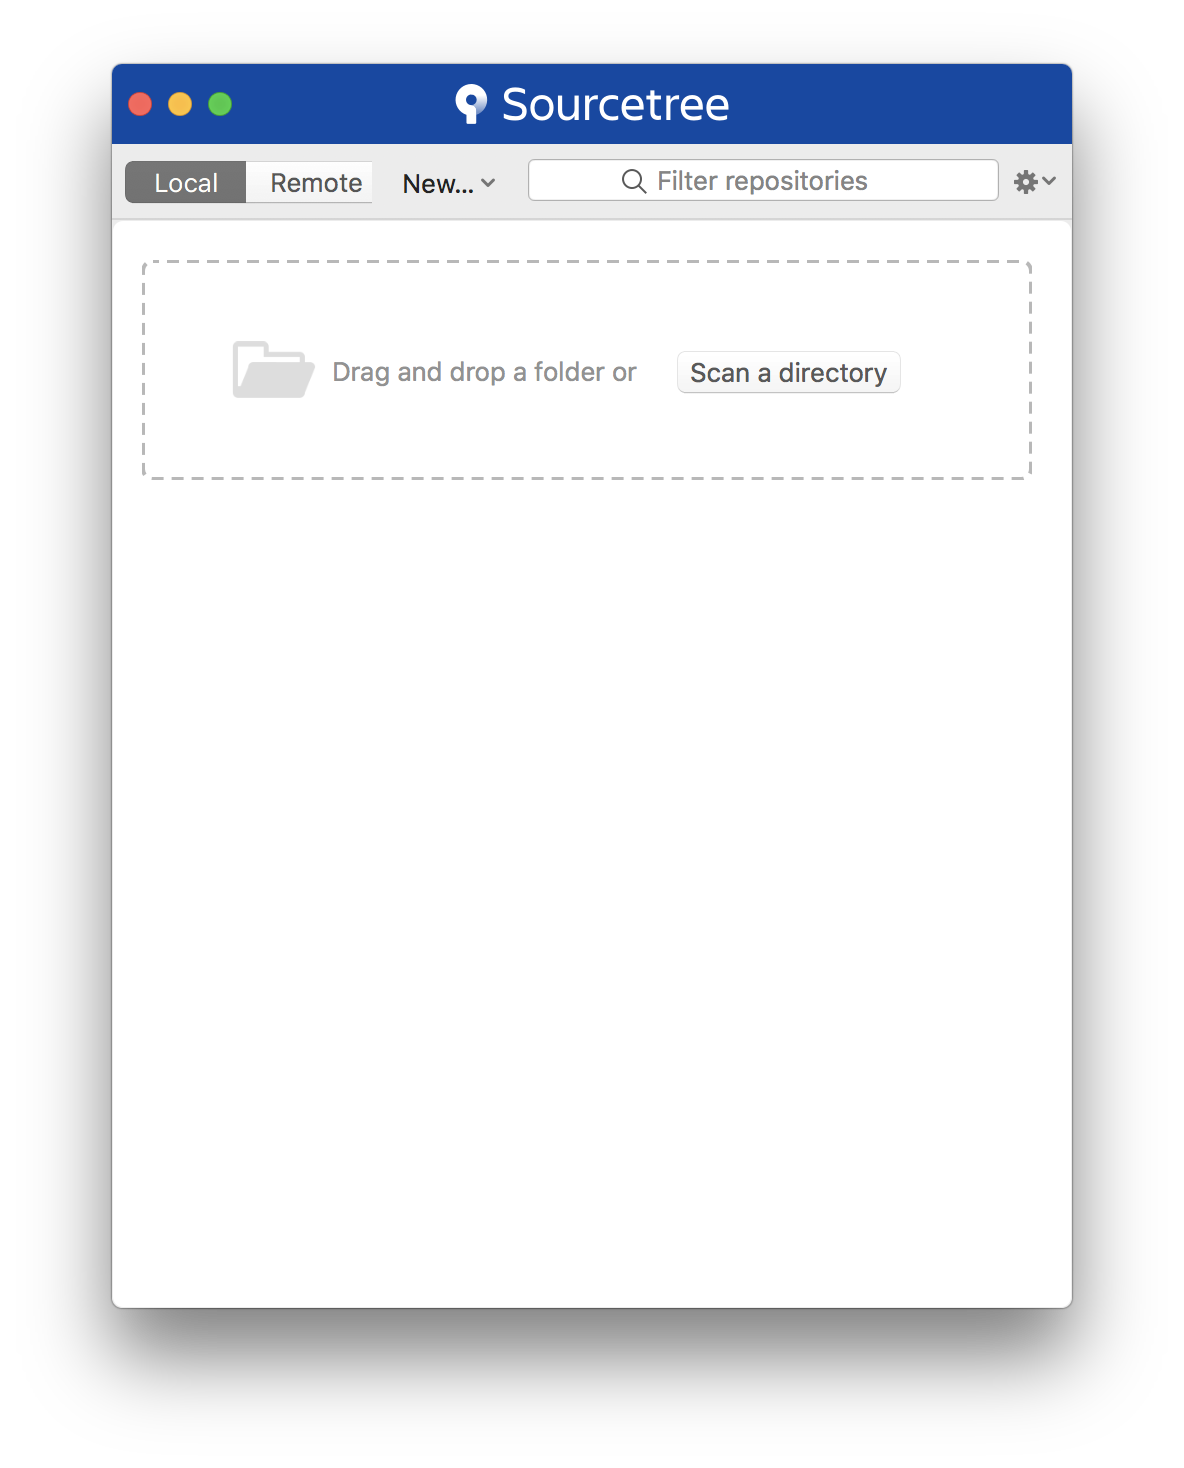 Sourcetree
Local Remote New... Filter repositories
Drag and drop a folder or Scan a directory